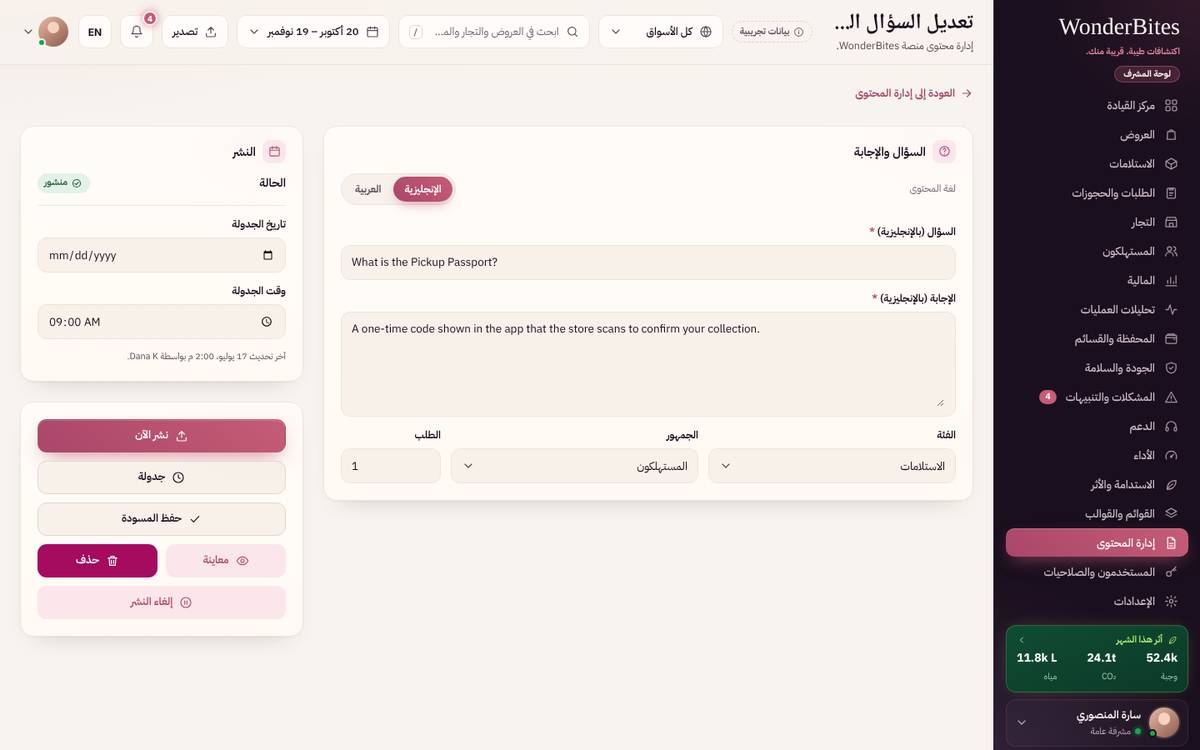 WonderBites
اكتشافات طيبة. قريبة منك.
لوحة المشرف
مركز القيادة
العروض
الاستلامات
الطلبات والحجوزات
التجار
المستهلكون
المالية
تحليلات العمليات
المحفظة والقسائم
الجودة والسلامة
المشكلات والتنبيهات 4
الدعم
الأداء
الاستدامة والأثر
القوائم والقوالب
إدارة المحتوى
المستخدمون والصلاحيات
الإعدادات
أثر هذا الشهر
52.4k 24.1t 11.8k L
وجبة CO₂ مياه
سارة المنصوري
مشرفة عامة
تعديل السؤال الـ...
إدارة محتوى منصة WonderBites.
بيانات تجريبية
كل الأسواق
ابحث في العروض والتجار والمـ... /
20 أكتوبر – 19 نوفمبر
تصدير
4
EN
العودة إلى إدارة المحتوى
السؤال والإجابة
لغة المحتوى
الإنجليزية العربية
السؤال (بالإنجليزية) *
What is the Pickup Passport?
الإجابة (بالإنجليزية) *
A one-time code shown in the app that the store scans to confirm your collection.
الفئة الجمهور الطلب
الاستلامات المستهلكون 1
النشر
الحالة منشور
تاريخ الجدولة
mm/dd/yyyy
وقت الجدولة
09:00 AM
آخر تحديث 17 يوليو، 2:00 م بواسطة Dana K.
نشر الآن
جدولة
حفظ المسودة
معاينة حذف
إلغاء النشر